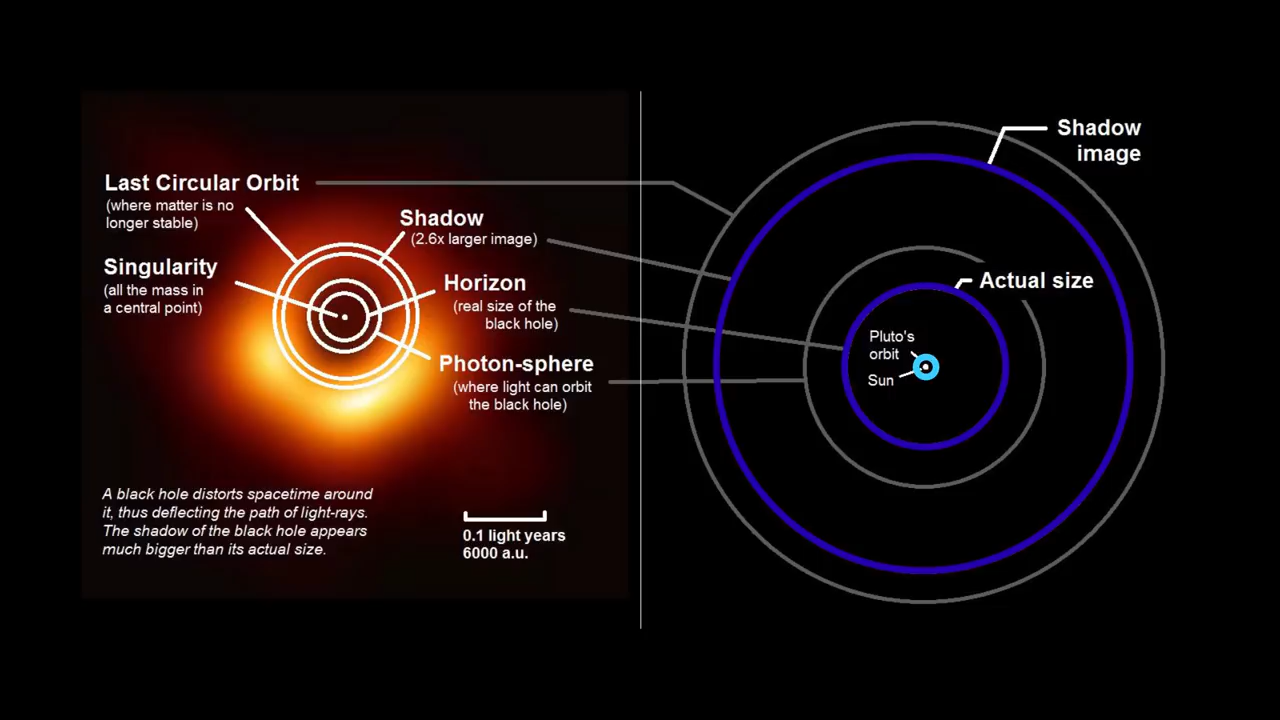 Last Circular Orbit
(where matter is no
longer stable)
Singularity
(all the mass in
a central point)
Shadow
(2.6x larger image)
Horizon
(real size of the
black hole)
Photon-sphere
(where light can orbit
the black hole)
A black hole distorts spacetime around
it, thus deflecting the path of light-rays.
The shadow of the black hole appears
much bigger than its actual size.
0.1 light years
6000 a.u.
Shadow
image
Actual size
Pluto's
orbit
Sun